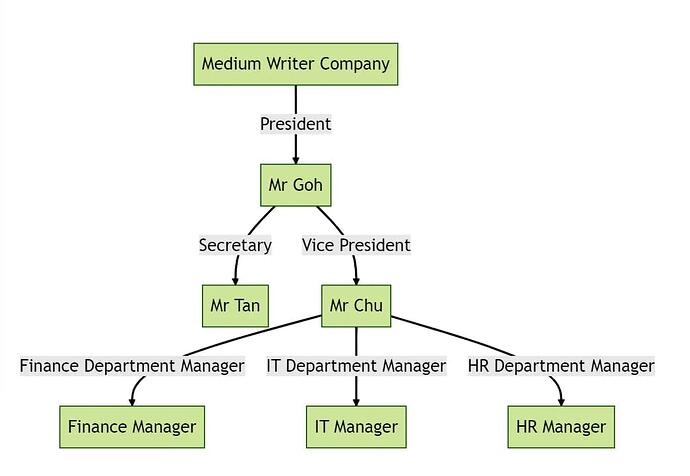 Medium Writer Company
President
Mr Goh
Secretary
Vice President
Mr Tan
Mr Chu
Finance Department Manager
IT Department Manager
HR Department Manager
Finance Manager
IT Manager
HR Manager